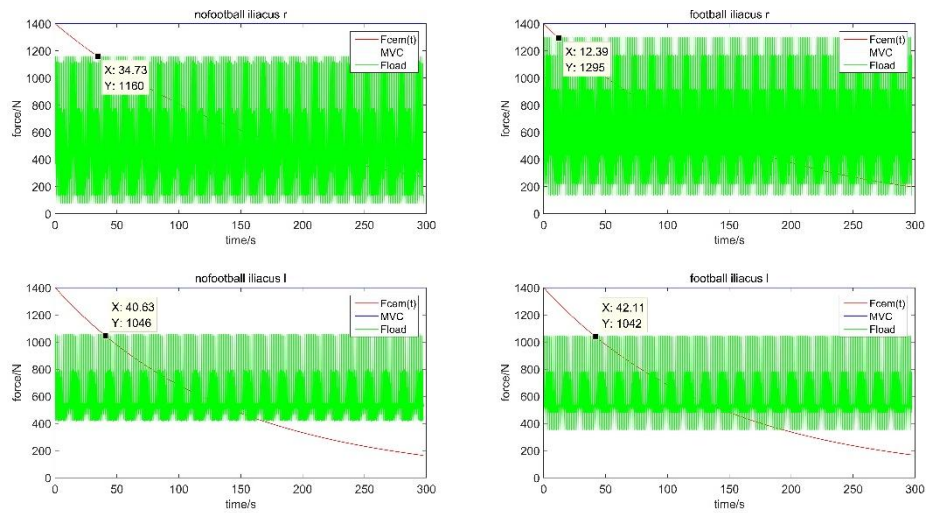 nofootball iliacus r
1400
1200
1000
800
600
400
200
0
force/N
0 50 100 150 200 250 300
time/s
Fcem(t)
MVC
Fload
X: 34.73
Y: 1160
football iliacus r
1400
1200
1000
800
600
400
200
0
force/N
0 50 100 150 200 250 300
time/s
Fcem(t)
MVC
Fload
X: 12.39
Y: 1295
nofootball iliacus l
1400
1200
1000
800
600
400
200
0
force/N
0 50 100 150 200 250 300
time/s
Fcem(t)
MVC
Fload
X: 40.63
Y: 1046
football iliacus l
1400
1200
1000
800
600
400
200
0
force/N
0 50 100 150 200 250 300
time/s
Fcem(t)
MVC
Fload
X: 42.11
Y: 1042